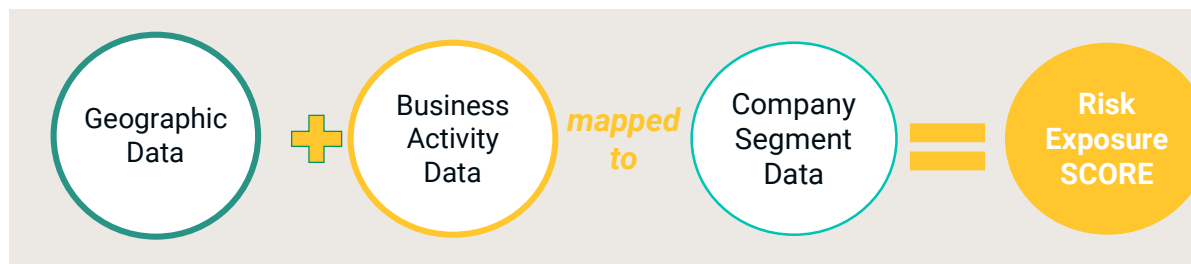 Geographic
Data
Business
Activity
Data
mapped
to
Company
Segment
Data
Risk
Exposure
SCORE